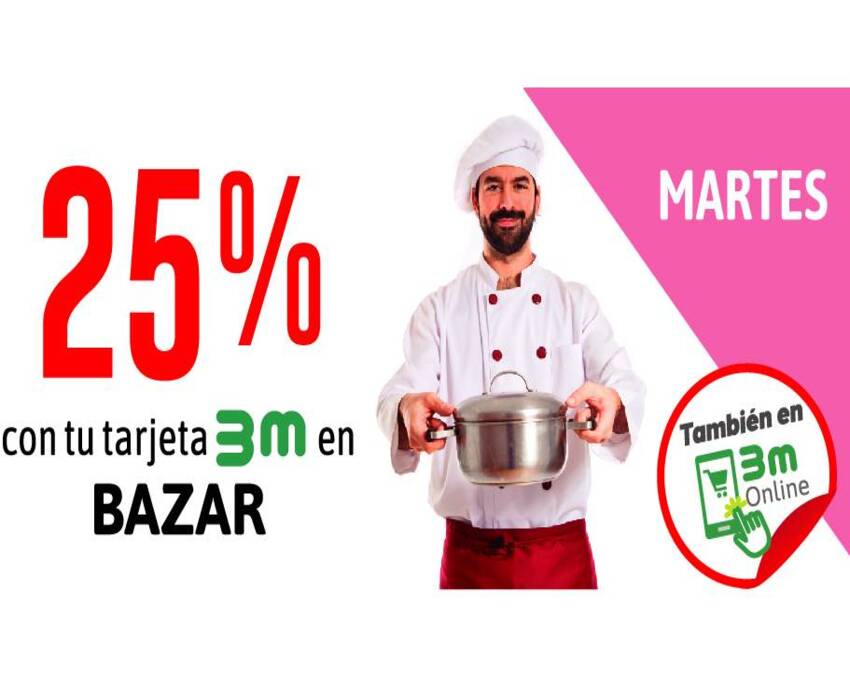 25%
con tu tarjeta 3m en
BAZAR
MARTES
También en
3m
Online